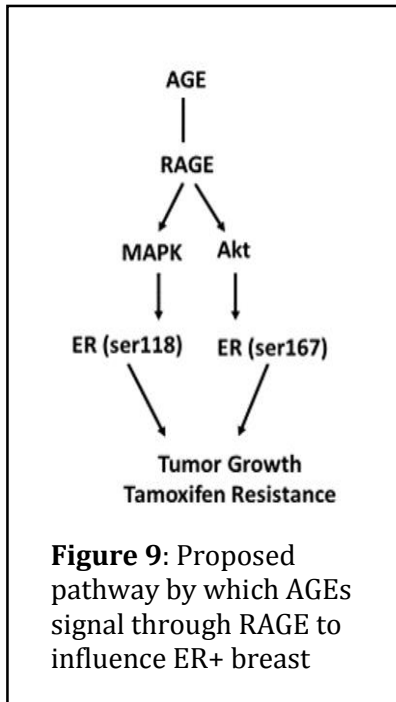 AGE
RAGE
MAPK Akt
ER (ser118) ER (ser167)
Tumor Growth
Tamoxifen Resistance
Figure 9: Proposed
pathway by which AGEs
signal through RAGE to
influence ER+ breast